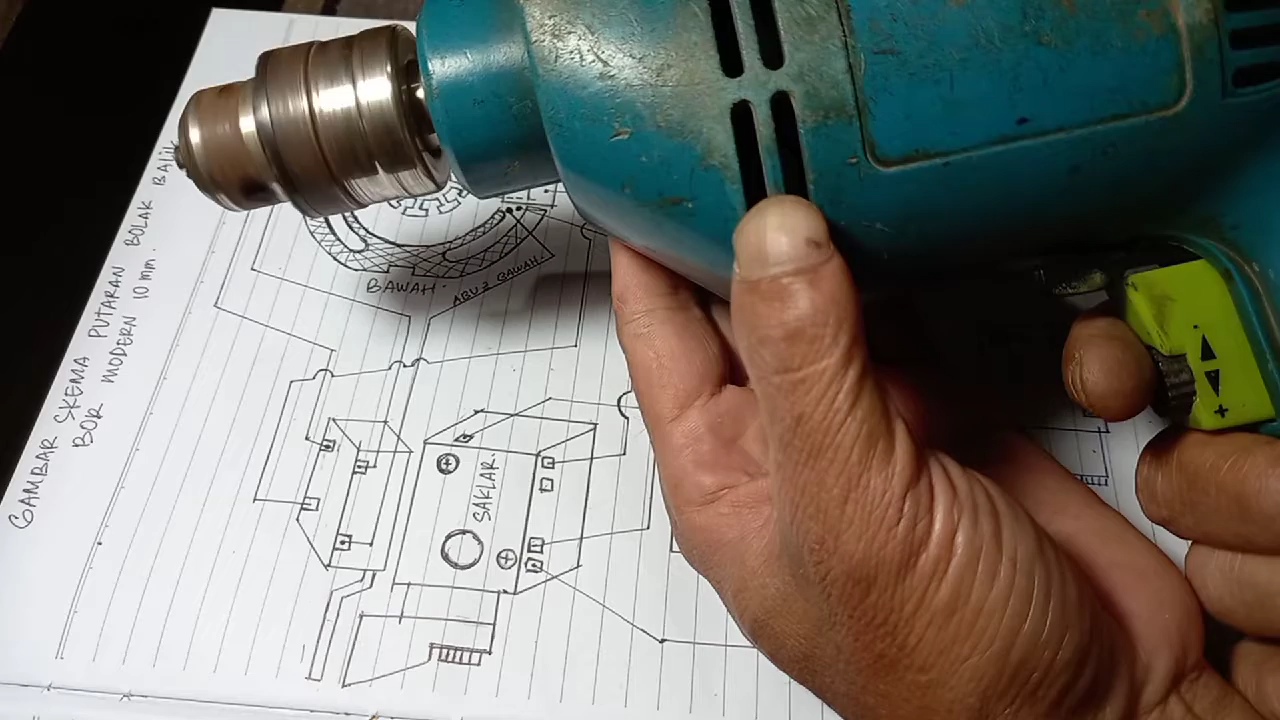 GAMBAR SKEMA PUTARAN BOLAK BALIK
BOR MODERN 10 mm.
BAWAH.
ABU2 BAWAH.
SAKLAR.
+